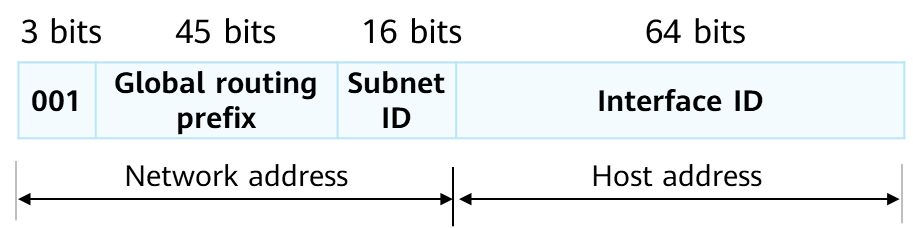 3 bits 45 bits 16 bits 64 bits
001 Global routing prefix Subnet ID Interface ID
Network address Host address